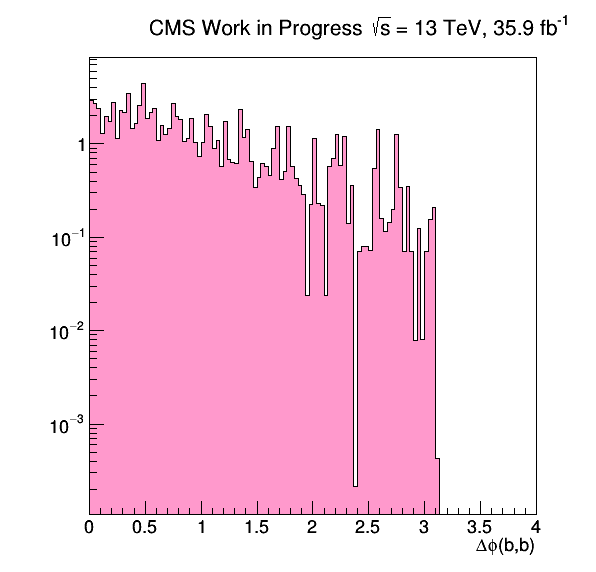 CMS Work in Progress √s = 13 TeV, 35.9 fb⁻¹
1
10⁻¹
10⁻²
10⁻³
0 0.5 1 1.5 2 2.5 3 3.5 4
Δϕ(b,b)